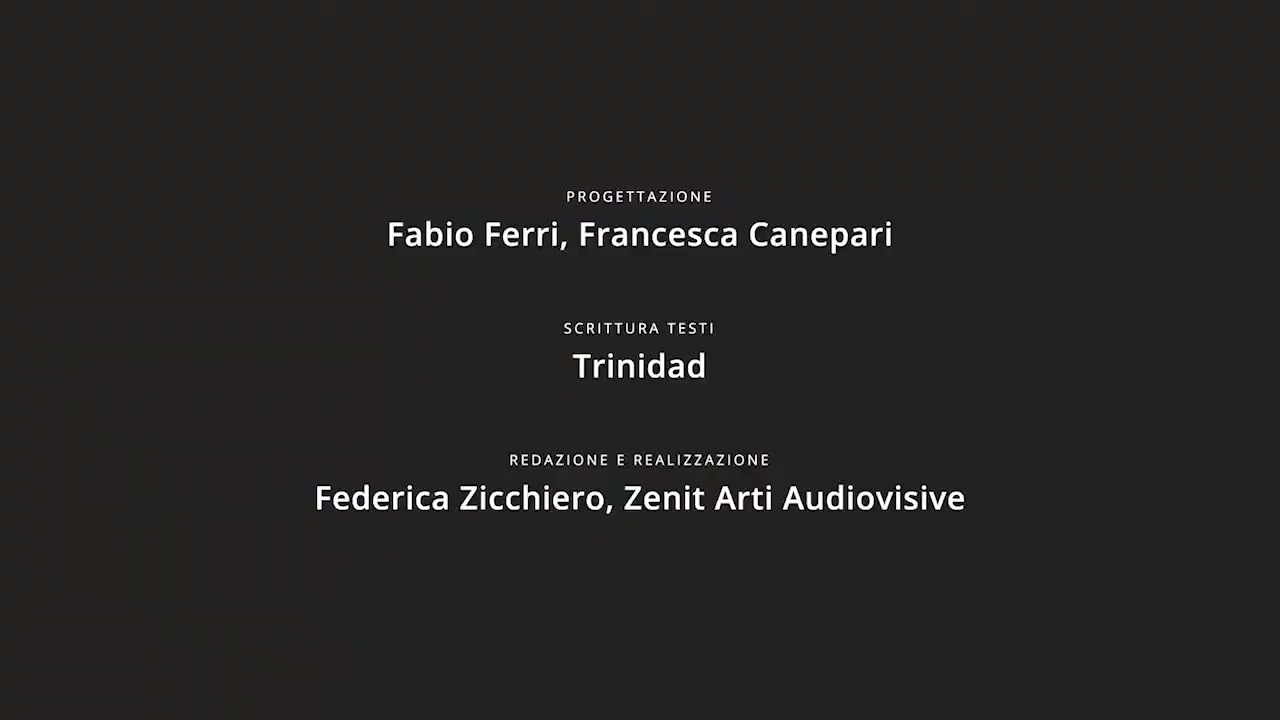 PROGETTAZIONE
Fabio Ferri, Francesca Canepari
SCRITTURA TESTI
Trinidad
REDAZIONE E REALIZZAZIONE
Federica Zicchiero, Zenit Arti Audiovisive